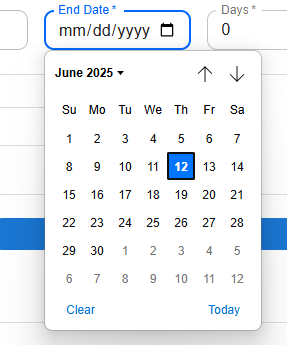 End Date *
Days *
mm/dd/yyyy
0
June 2025
Su Mo Tu We Th Fr Sa
1 2 3 4 5 6 7
8 9 10 11 12 13 14
15 16 17 18 19 20 21
22 23 24 25 26 27 28
29 30 1 2 3 4 5
6 7 8 9 10 11 12
Clear Today